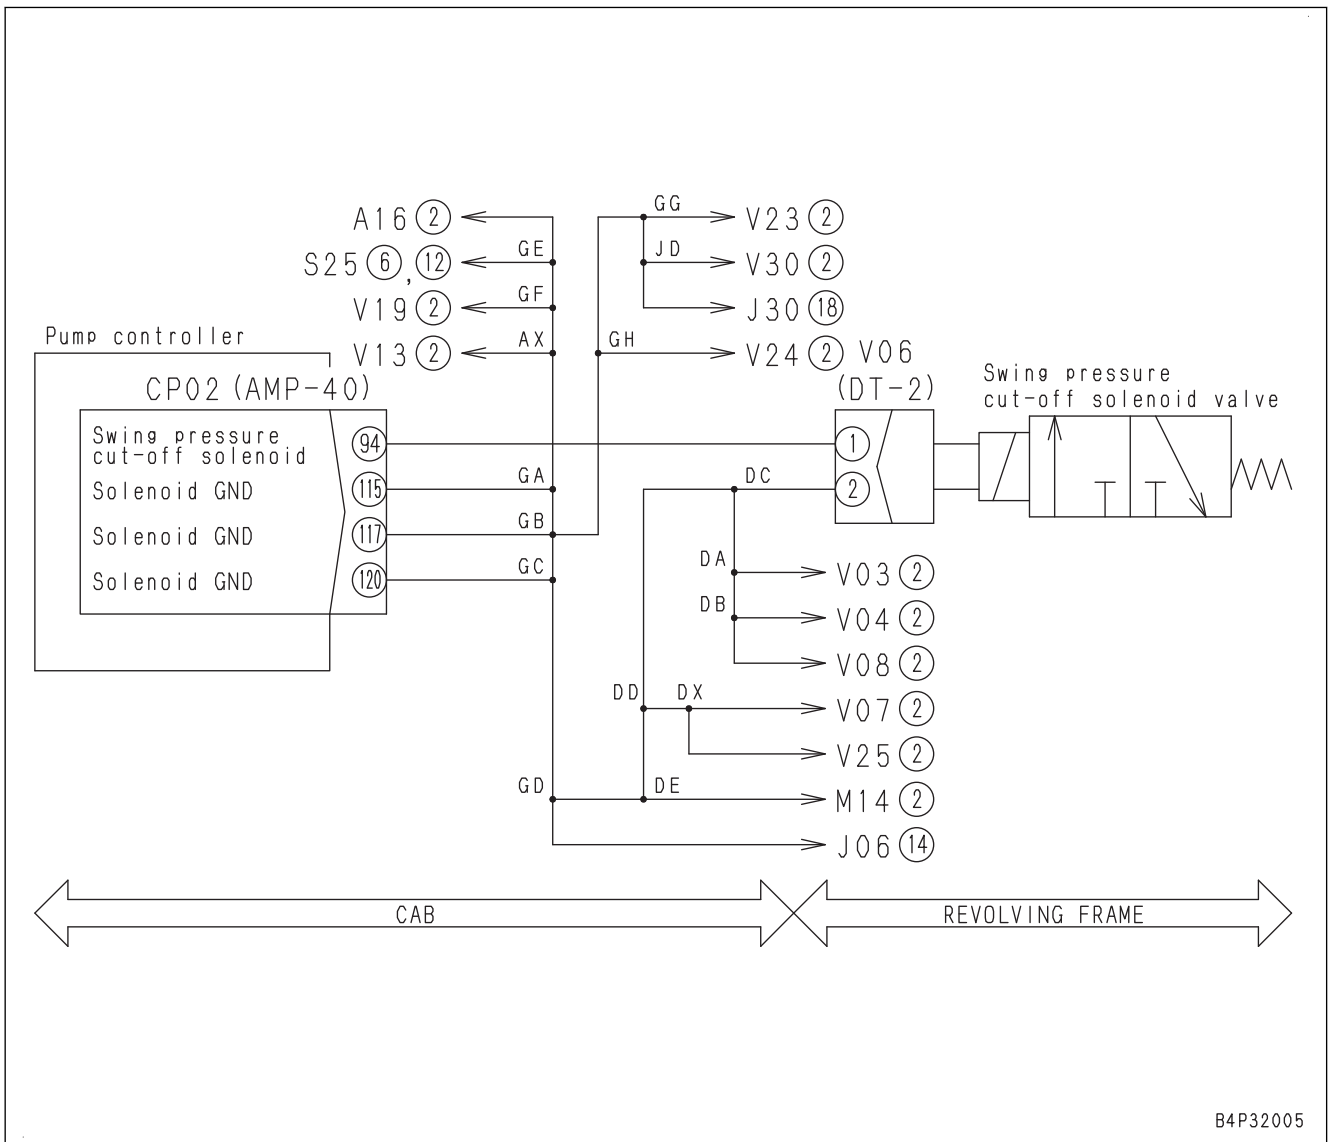 GG
A16 2
V23 2
GE
JD
S25 6 , 12
V30 2
GF
V19 2
J30 18
Pump controller
AX
GH
V13 2
V24 2
V06
CP02 (AMP-40)
(DT-2)
Swing pressure
cut-off solenoid valve
Swing pressure
cut-off solenoid
94
1
Solenoid GND
115
GA
DC
2
Solenoid GND
117
GB
Solenoid GND
120
GC
DA
V03 2
DB
V04 2
V08 2
DD
DX
V07 2
V25 2
GD
DE
M14 2
J06 14
CAB
REVOLVING FRAME
B4P32005